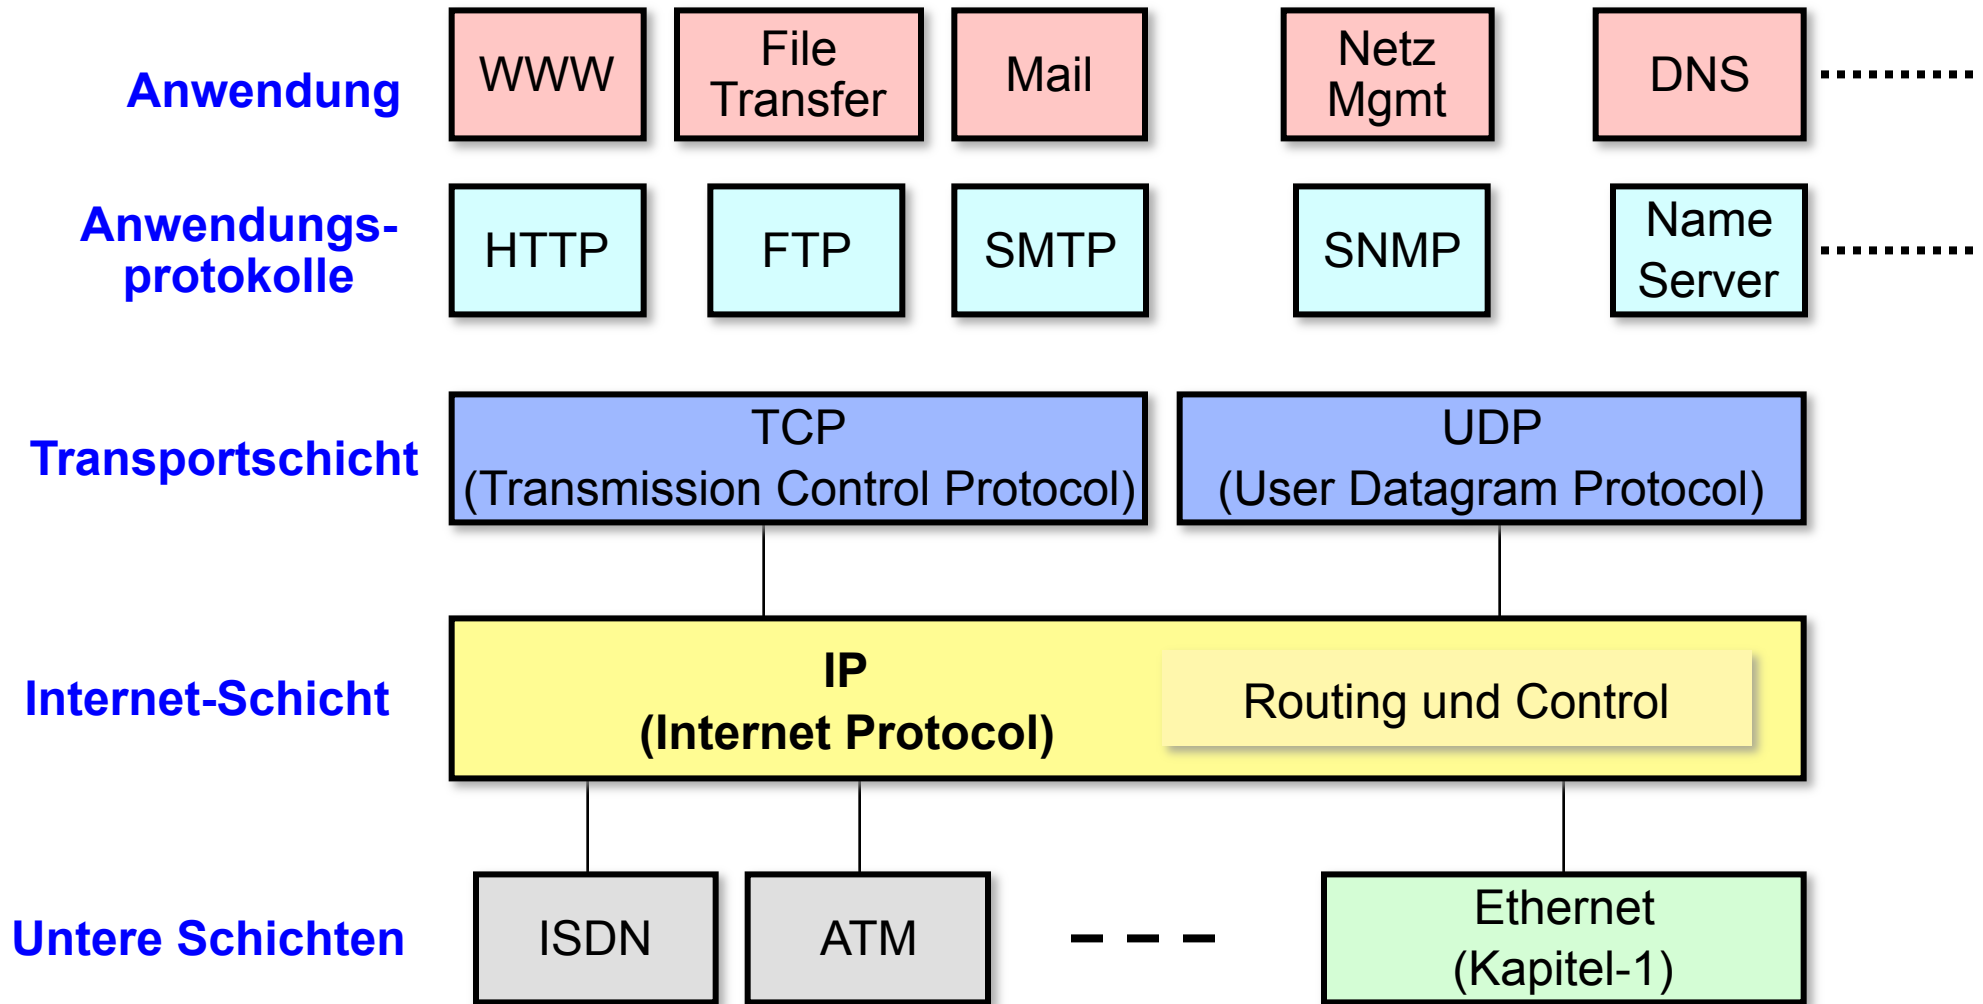 Anwendung
WWW
File
Transfer
Mail
Netz
Mgmt
DNS
Anwendungs-
protokolle
HTTP
FTP
SMTP
SNMP
Name
Server
Transportschicht
TCP
(Transmission Control Protocol)
UDP
(User Datagram Protocol)
Internet-Schicht
IP
(Internet Protocol)
Routing und Control
Untere Schichten
ISDN
ATM
Ethernet
(Kapitel-1)